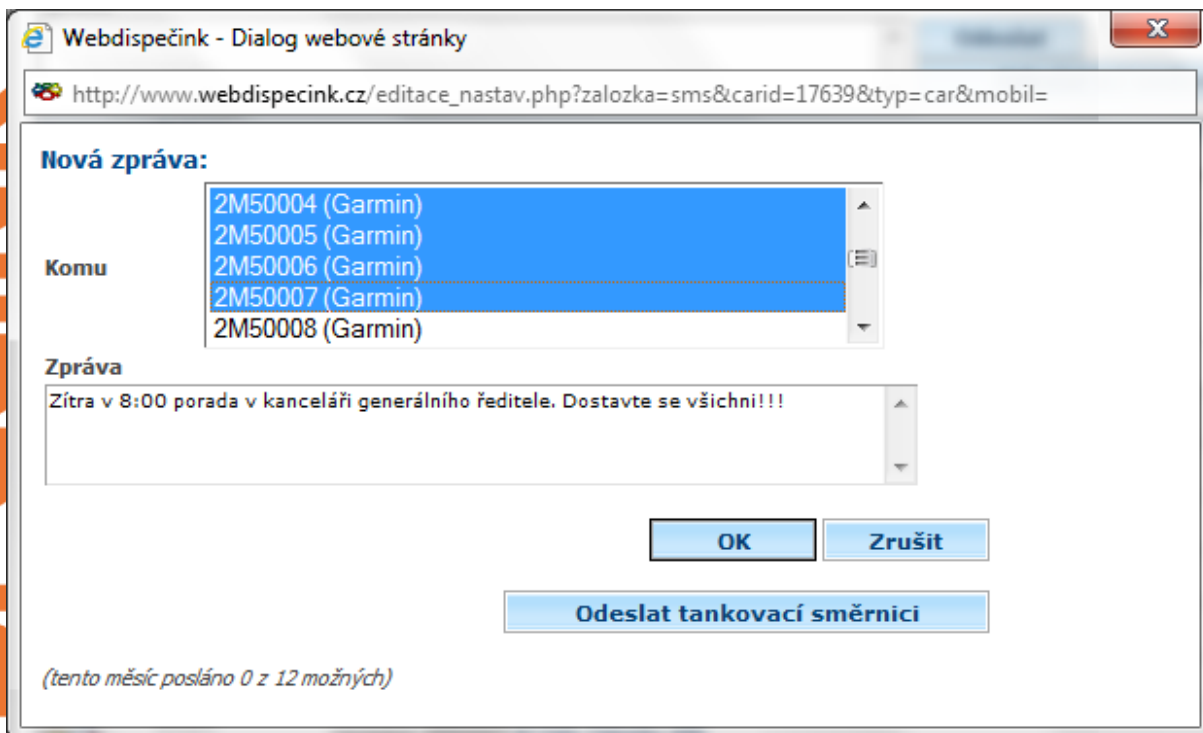 Webdispečink - Dialog webové stránky
http://www.webdispecink.cz/editace_nastav.php?zalozka=sms&carid=17639&typ=car&mobil=
Nová zpráva:
Komu
2M50004 (Garmin)
2M50005 (Garmin)
2M50006 (Garmin)
2M50007 (Garmin)
2M50008 (Garmin)
Zpráva
Zítra v 8:00 porada v kanceláři generálního ředitele. Dostavte se všichni!!!
OK Zrušit
Odeslat tankovací směrnici
(tento měsíc posláno 0 z 12 možných)